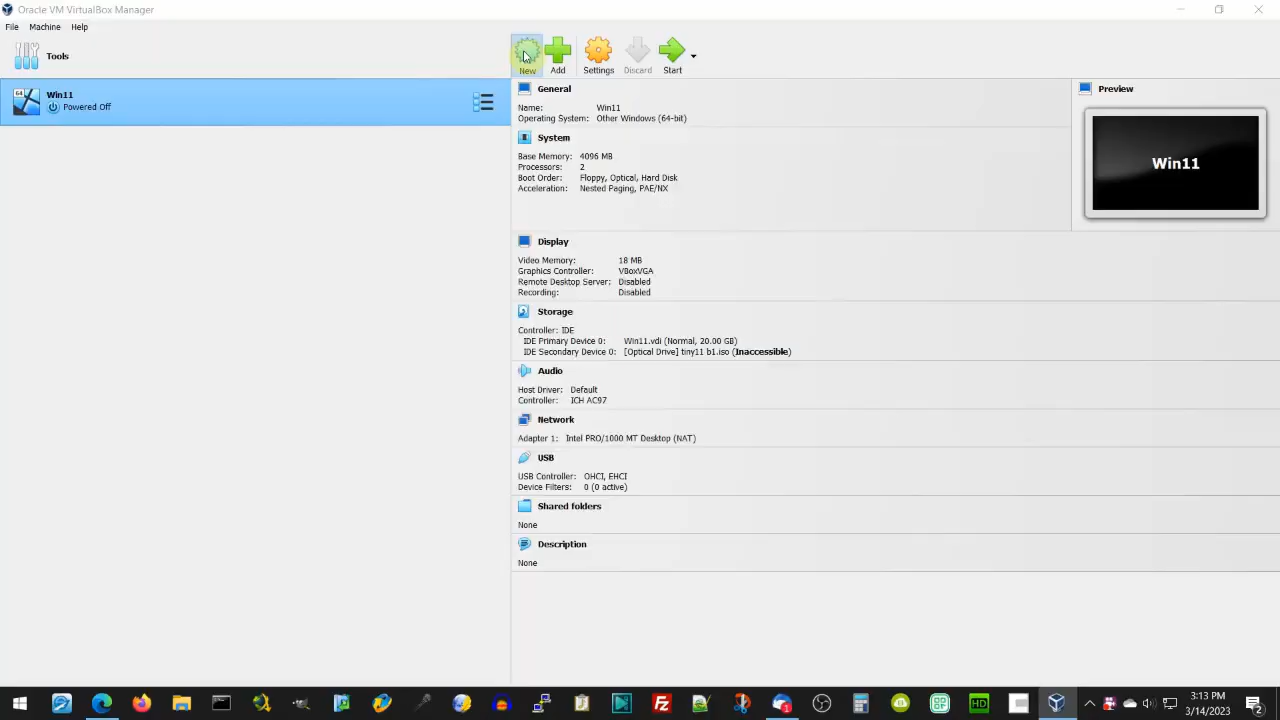 Oracle VM VirtualBox Manager
File Machine Help
Tools
New Add Settings Discard Start
64 Win11
Powered Off
General
Name: Win11
Operating System: Other Windows (64-bit)
System
Base Memory: 4096 MB
Processors: 2
Boot Order: Floppy, Optical, Hard Disk
Acceleration: Nested Paging, PAE/NX
Preview
Win11
Display
Video Memory: 18 MB
Graphics Controller: VBoxVGA
Remote Desktop Server: Disabled
Recording: Disabled
Storage
Controller: IDE
IDE Primary Device 0: Win11.vdi (Normal, 20.00 GB)
IDE Secondary Device 0: [Optical Drive] tiny11 b1.iso (Inaccessible)
Audio
Host Driver: Default
Controller: ICH AC97
Network
Adapter 1: Intel PRO/1000 MT Desktop (NAT)
USB
USB Controller: OHCI, EHCI
Device Filters: 0 (0 active)
Shared folders
None
Description
None
HD
3:13 PM
3/14/2023
2